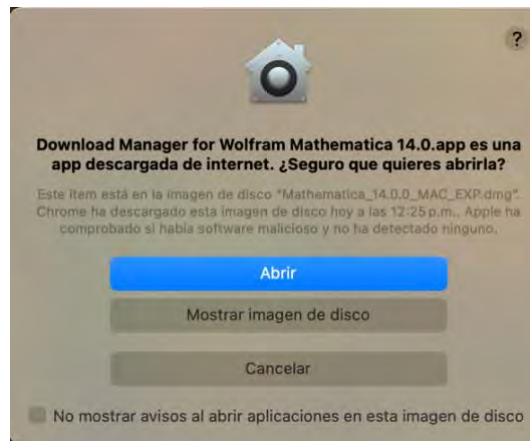 ?
Download Manager for Wolfram Mathematica 14.0.app es una
app descargada de internet. ¿Seguro que quieres abrirla?
Este ítem está en la imagen de disco "Mathematica_14.0.0_MAC_EXP.dmg".
Chrome ha descargado esta imagen de disco hoy a las 12:25 p.m.. Apple ha
comprobado si había software malicioso y no ha detectado ninguno.
Abrir
Mostrar imagen de disco
Cancelar
No mostrar avisos al abrir aplicaciones en esta imagen de disco